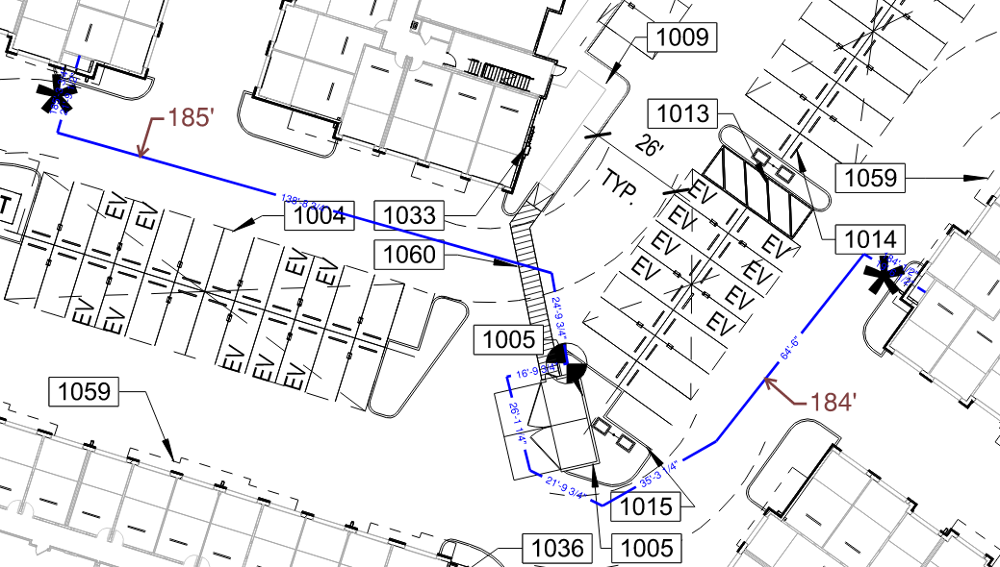 1009
185'
1013
26'
TYP.
1059
EV
T
EV
EV
138'-8 3/4"
1004
1033
EV
EV
1014
1060
EV
EV
EV
EV
EV
EV
EV
EV
EV
24'-9 3/4"
EV
EV
1005
64'-6"
EV
EV
EV
16'-9 3/4"
1059
184'
26'-1 1/4"
35'-3 1/4"
21'-9 3/4"
1015
1036
1005